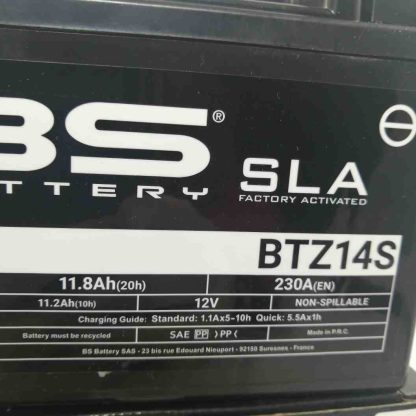 BS® SLA
BATTERY FACTORY ACTIVATED
BTZ14S
11.8Ah(20h) 230A(EN)
11.2Ah(10h) 12V NON-SPILLABLE
Charging Guide: Standard: 1.1Ax5-10h Quick: 5.5Ax1h
Battery must be recycled SAE PP >PP< Made in P.R.C.
BS Battery SAS - 23 bis rue Edouard Nieuport - 92150 Suresnes - France